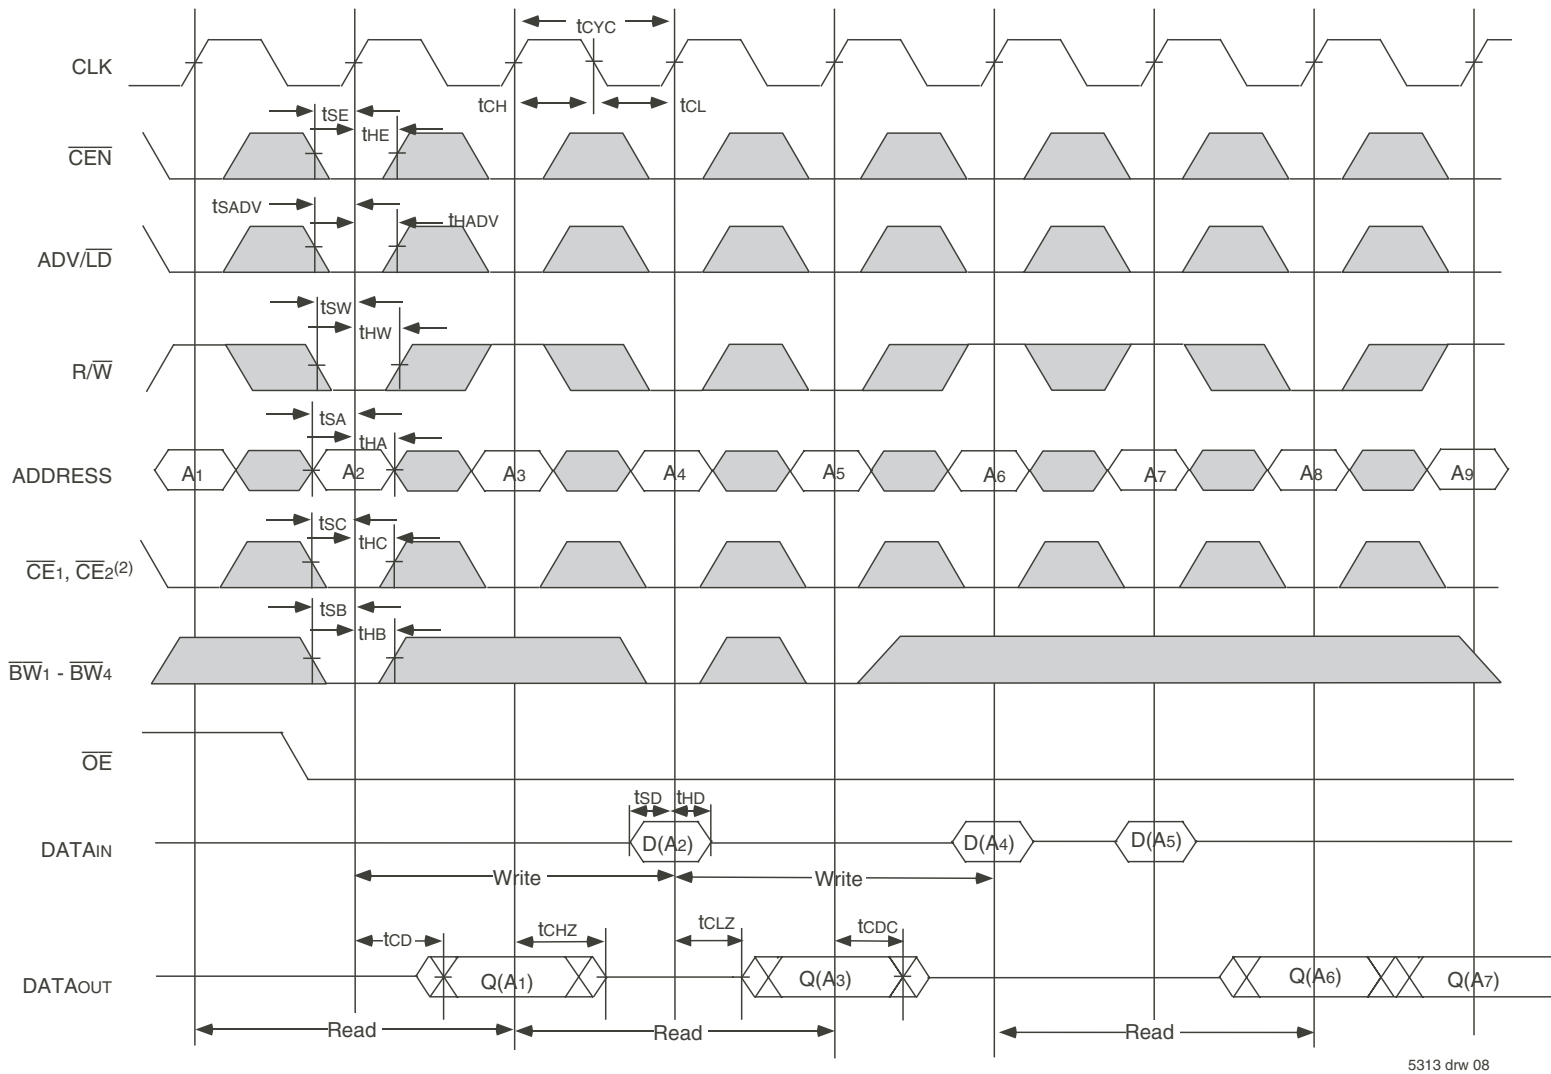 tCYC
CLK
tCH
tCL
tSE
tHE
CEN
tSADV
tHADV
ADV/LD
tSW
tHW
R/W
tSA
tHA
ADDRESS A1 A2 A3 A4 A5 A6 A7 A8 A9
tSC
tHC
CE1, CE2(2)
tSB
tHB
BW1 - BW4
OE
tSD tHD
DATAIN D(A2) D(A4) D(A5)
Write Write
tCD tCHZ tCLZ tCDC
DATAOUT Q(A1) Q(A3) Q(A6) Q(A7)
Read Read Read
5313 drw 08